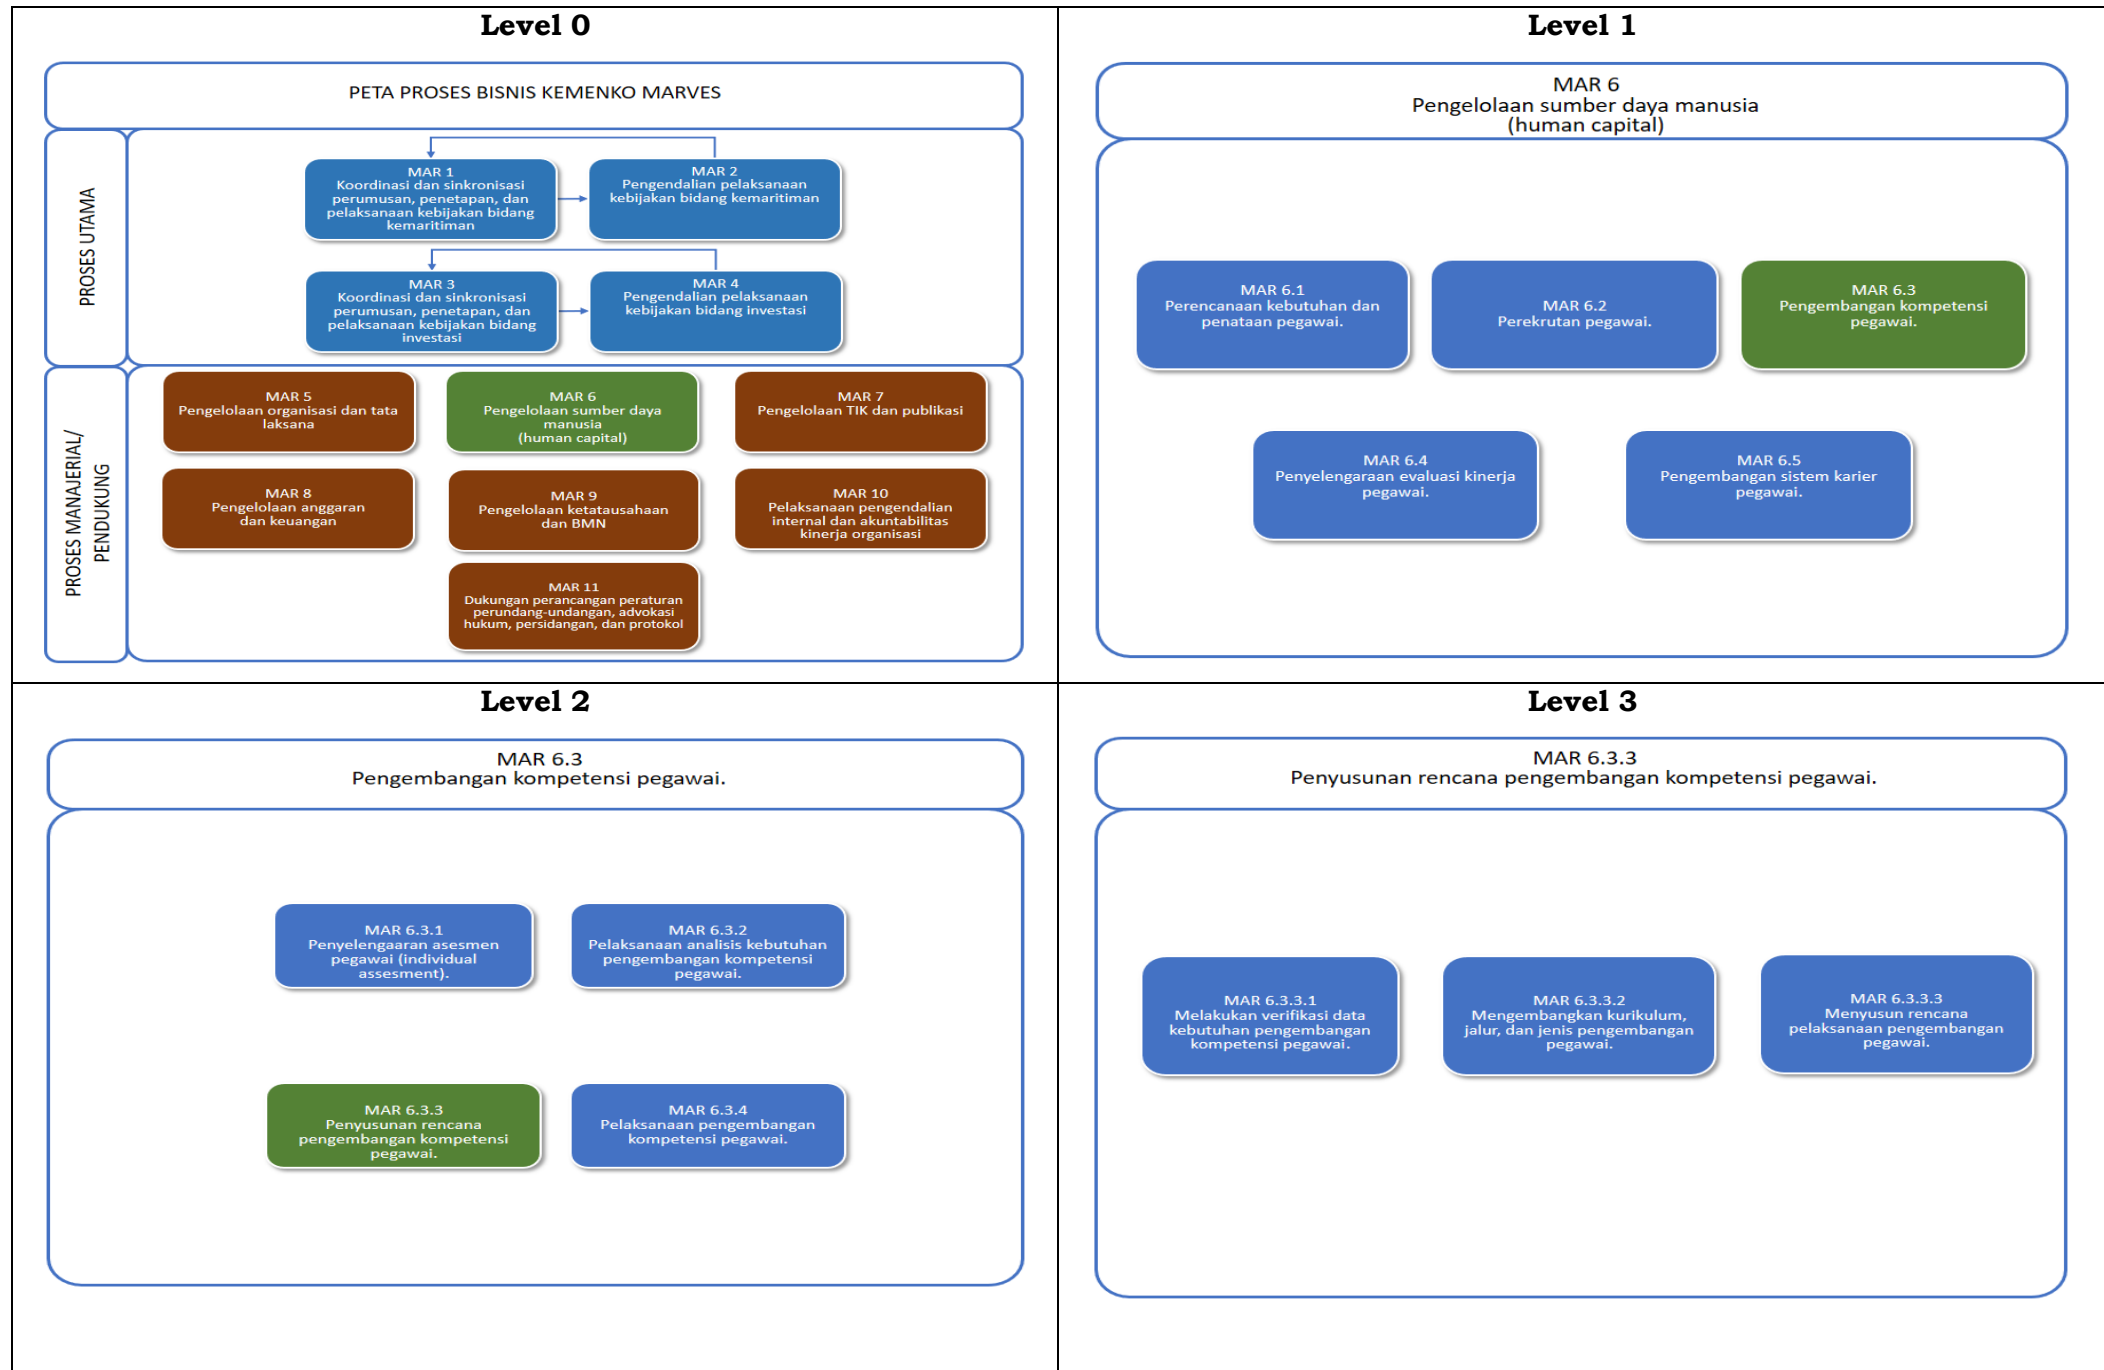 Level 0
PETA PROSES BISNIS KEMENKO MARVES
PROSES UTAMA
MAR 1
Koordinasi dan sinkronisasi
perumusan, penetapan, dan
pelaksanaan kebijakan bidang
kemaritiman
MAR 2
Pengendalian pelaksanaan
kebijakan bidang kemaritiman
MAR 3
Koordinasi dan sinkronisasi
perumusan, penetapan, dan
pelaksanaan kebijakan bidang
investasi
MAR 4
Pengendalian pelaksanaan
kebijakan bidang investasi
PROSES MANAJERIAL/
PENDUKUNG
MAR 5
Pengelolaan organisasi dan tata
laksana
MAR 6
Pengelolaan sumber daya
manusia
(human capital)
MAR 7
Pengelolaan TIK dan publikasi
MAR 8
Pengelolaan anggaran
dan keuangan
MAR 9
Pengelolaan ketatausahaan
dan BMN
MAR 10
Pelaksanaan pengendalian
internal dan akuntabilitas
kinerja organisasi
MAR 11
Dukungan perancangan peraturan
perundang-undangan, advokasi
hukum, persidangan, dan protokol
Level 1
MAR 6
Pengelolaan sumber daya manusia
(human capital)
MAR 6.1
Perencanaan kebutuhan dan
penataan pegawai.
MAR 6.2
Perekrutan pegawai.
MAR 6.3
Pengembangan kompetensi
pegawai.
MAR 6.4
Penyelengaraan evaluasi kinerja
pegawai.
MAR 6.5
Pengembangan sistem karier
pegawai.
Level 2
MAR 6.3
Pengembangan kompetensi pegawai.
MAR 6.3.1
Penyelengaaran asesmen
pegawai (individual
assesment).
MAR 6.3.2
Pelaksanaan analisis kebutuhan
pengembangan kompetensi
pegawai.
MAR 6.3.3
Penyusunan rencana
pengembangan kompetensi
pegawai.
MAR 6.3.4
Pelaksanaan pengembangan
kompetensi pegawai.
Level 3
MAR 6.3.3
Penyusunan rencana pengembangan kompetensi pegawai.
MAR 6.3.3.1
Melakukan verifikasi data
kebutuhan pengembangan
kompetensi pegawai.
MAR 6.3.3.2
Mengembangkan kurikulum,
jalur, dan jenis pengembangan
pegawai.
MAR 6.3.3.3
Menyusun rencana
pelaksanaan pengembangan
pegawai.